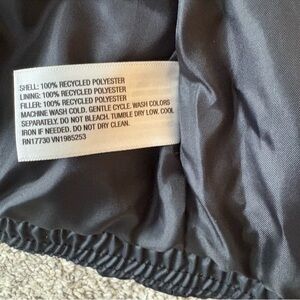 SHELL: 100% RECYCLED POLYESTER
LINING: 100% RECYCLED POLYESTER
FILLER: 100% RECYCLED POLYESTER
MACHINE WASH COLD. GENTLE CYCLE. WASH COLORS
SEPARATELY. DO NOT BLEACH. TUMBLE DRY LOW. COOL
IRON IF NEEDED. DO NOT DRY CLEAN.
RN17730 VN1985253